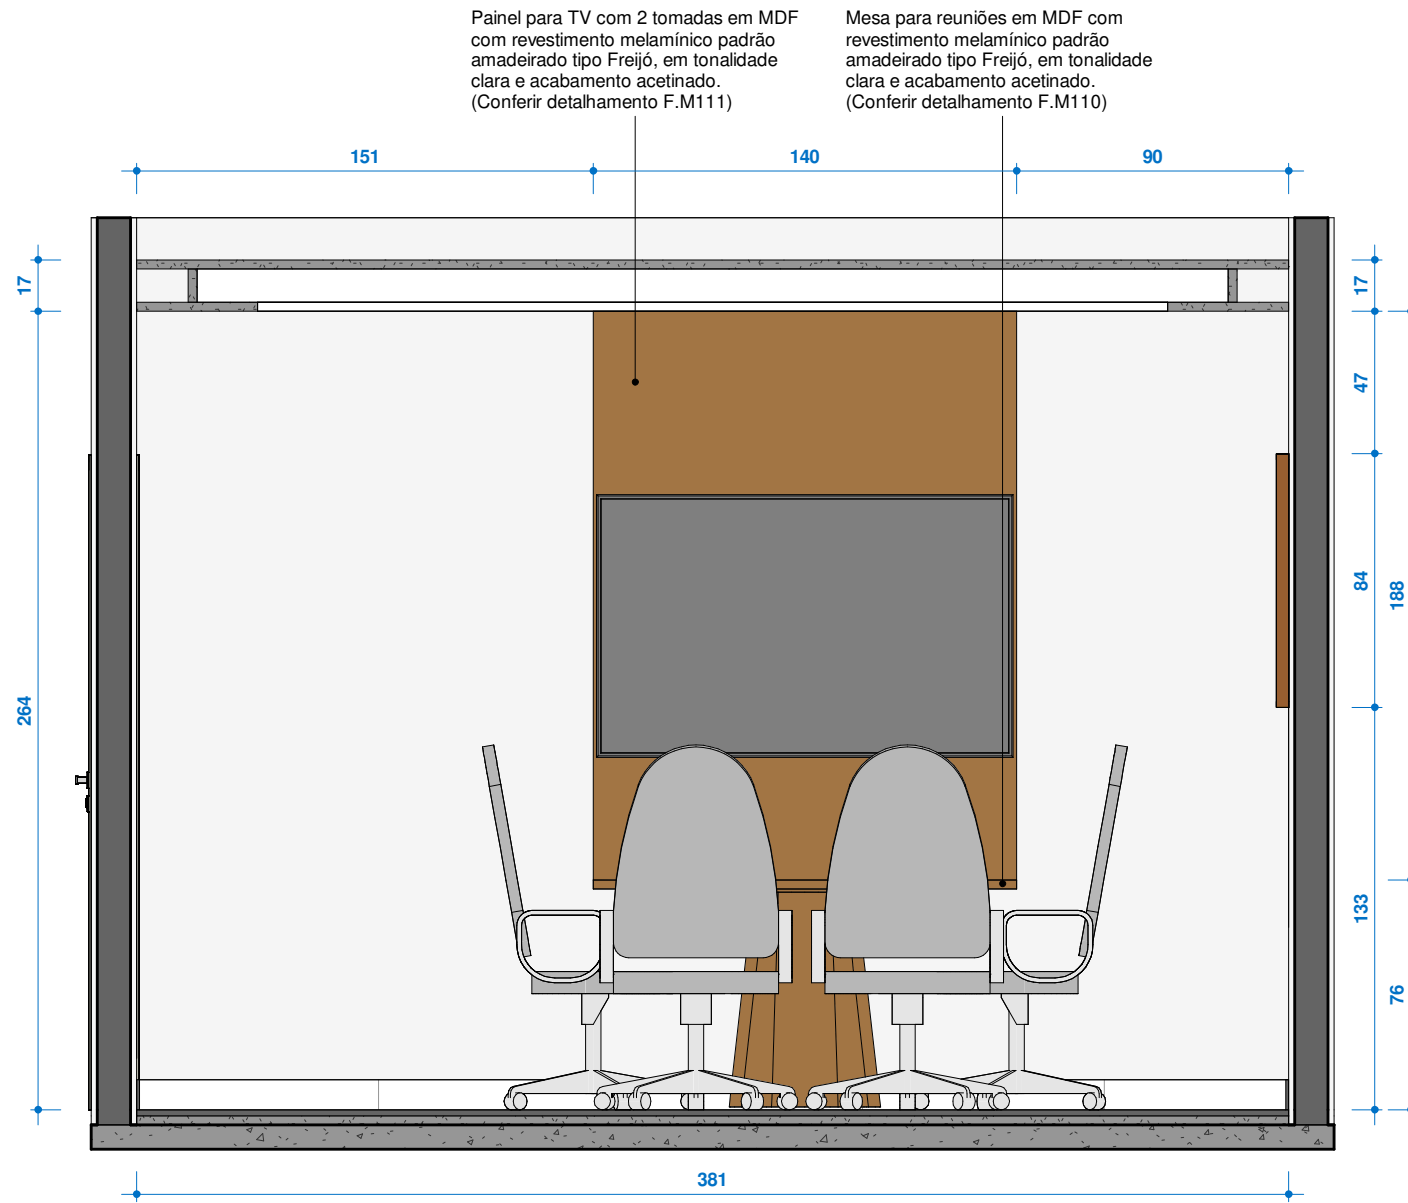 Painel para TV com 2 tomadas em MDF
com revestimento melamínico padrão
amadeirado tipo Freijó, em tonalidade
clara e acabamento acetinado.
(Conferir detalhamento F.M111)
Mesa para reuniões em MDF com
revestimento melamínico padrão
amadeirado tipo Freijó, em tonalidade
clara e acabamento acetinado.
(Conferir detalhamento F.M110)
151
140
90
17
264
17
47
84
188
133
76
381